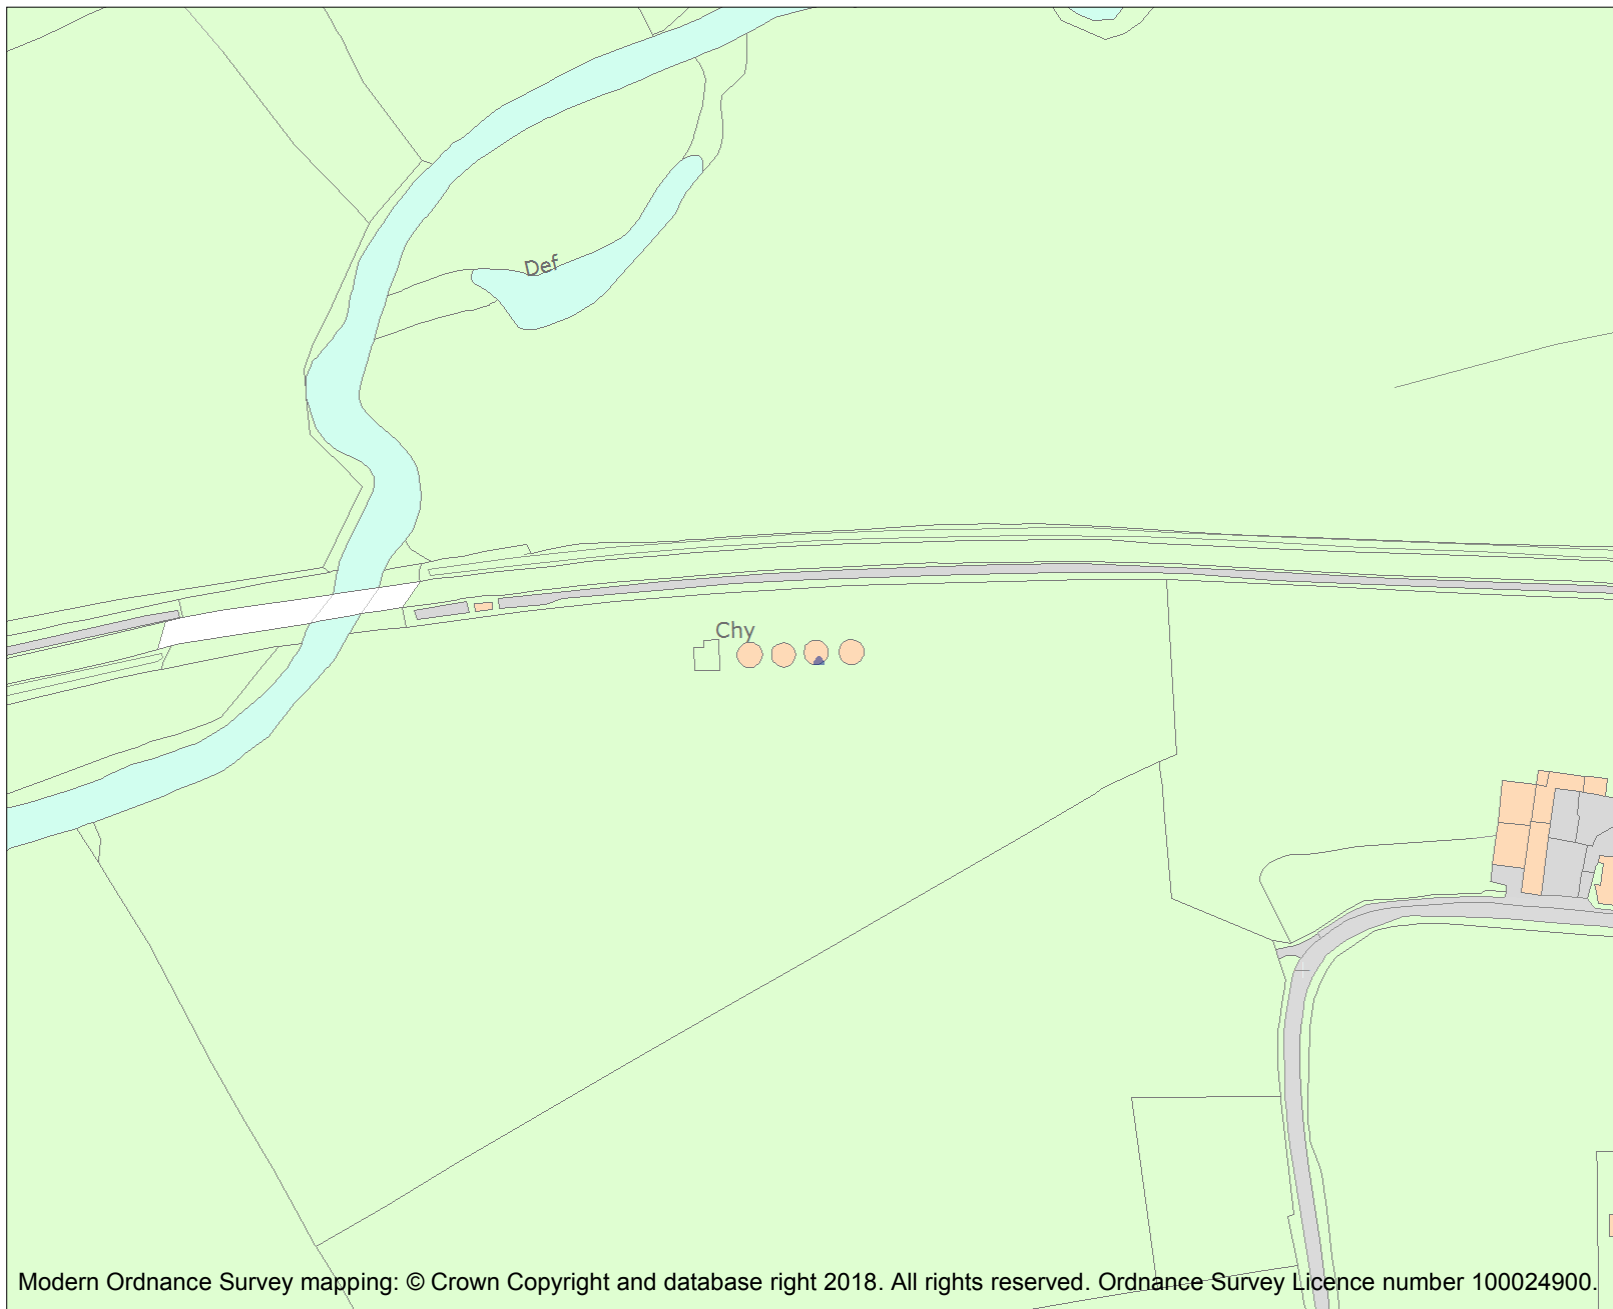 Def
Chy
Modern Ordnance Survey mapping: © Crown Copyright and database right 2018. All rights reserved. Ordnance Survey Licence number 100024900.